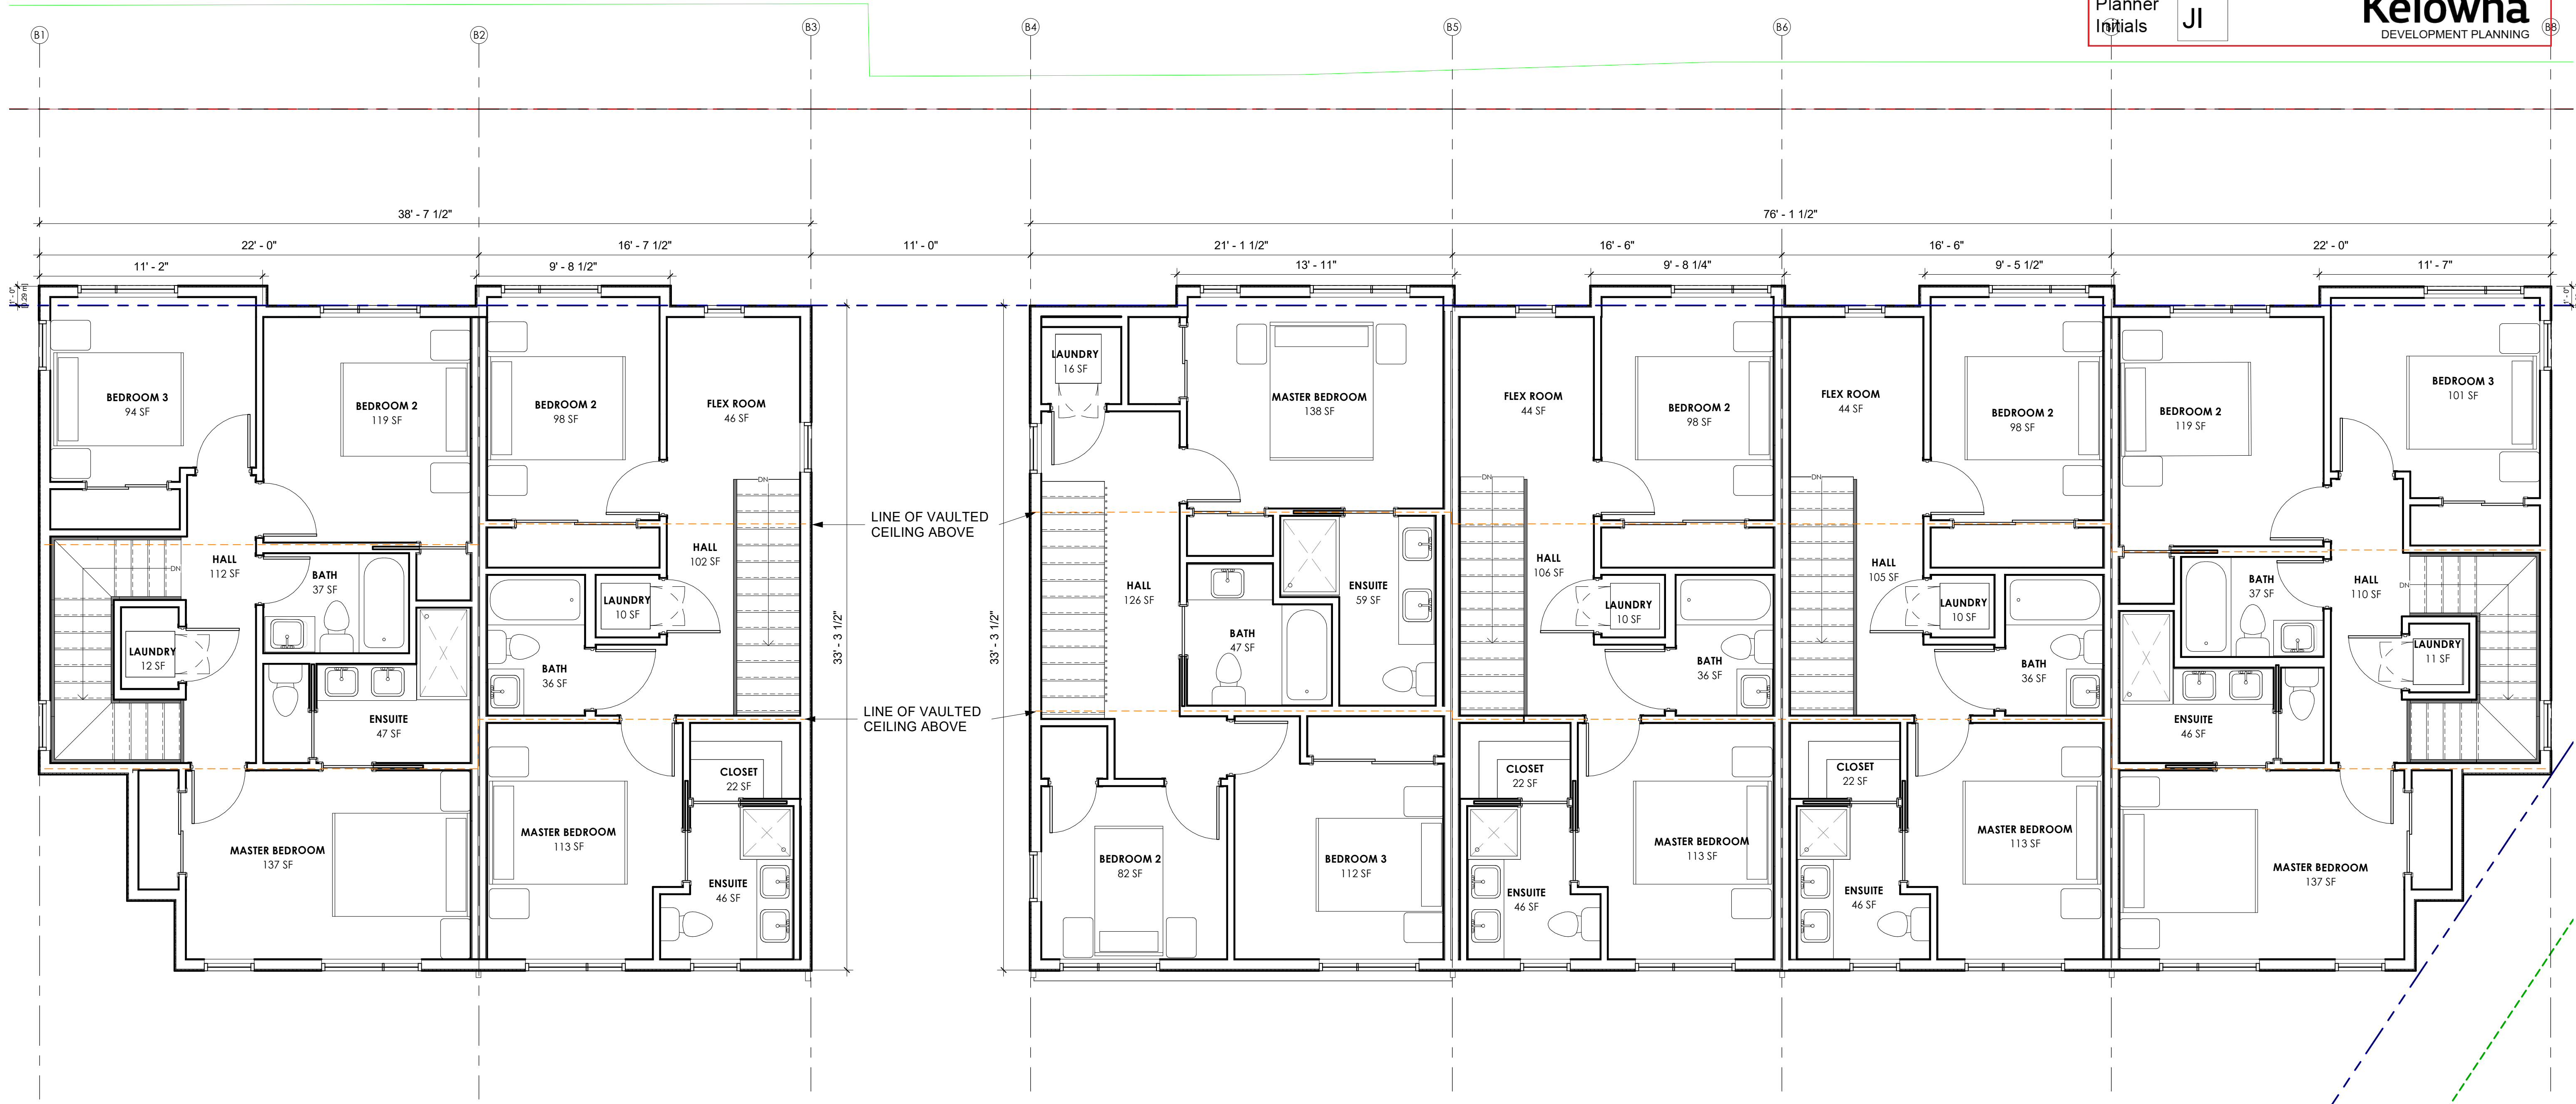 Planner
Initials
JI
Kelowna
DEVELOPMENT PLANNING
B1
B2
B3
B4
B5
B6
B8
38' - 7 1/2"
76' - 1 1/2"
22' - 0"
16' - 7 1/2"
11' - 0"
21' - 1 1/2"
16' - 6"
16' - 6"
22' - 0"
11' - 2"
9' - 8 1/2"
13' - 11"
9' - 8 1/4"
9' - 5 1/2"
11' - 7"
1' - 0"
[0.29 m]
1' - 0"
BEDROOM 3
94 SF
BEDROOM 2
119 SF
HALL
112 SF
DN
BATH
37 SF
LAUNDRY
12 SF
ENSUITE
47 SF
MASTER BEDROOM
137 SF
BEDROOM 2
98 SF
FLEX ROOM
46 SF
DN
HALL
102 SF
LAUNDRY
10 SF
BATH
36 SF
CLOSET
22 SF
MASTER BEDROOM
113 SF
ENSUITE
46 SF
33' - 3 1/2"
LINE OF VAULTED
CEILING ABOVE
LINE OF VAULTED
CEILING ABOVE
33' - 3 1/2"
LAUNDRY
16 SF
MASTER BEDROOM
138 SF
HALL
126 SF
ENSUITE
59 SF
BATH
47 SF
BEDROOM 2
82 SF
BEDROOM 3
112 SF
FLEX ROOM
44 SF
BEDROOM 2
98 SF
DN
HALL
106 SF
LAUNDRY
10 SF
BATH
36 SF
CLOSET
22 SF
MASTER BEDROOM
113 SF
ENSUITE
46 SF
FLEX ROOM
44 SF
BEDROOM 2
98 SF
DN
HALL
105 SF
LAUNDRY
10 SF
BATH
36 SF
CLOSET
22 SF
MASTER BEDROOM
113 SF
ENSUITE
46 SF
BEDROOM 2
119 SF
BEDROOM 3
101 SF
BATH
37 SF
HALL
110 SF
DN
LAUNDRY
11 SF
ENSUITE
46 SF
MASTER BEDROOM
137 SF